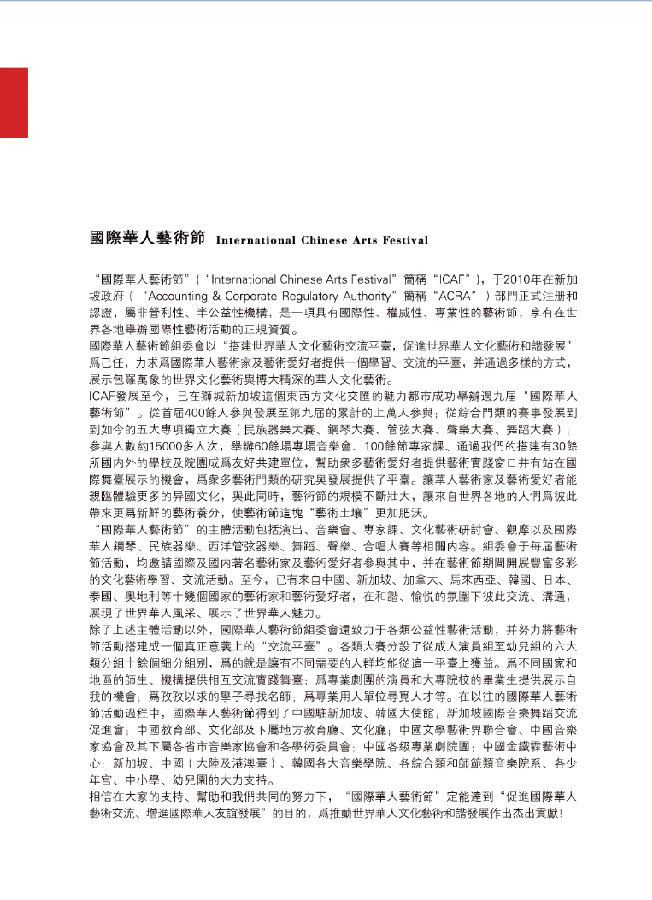 國際華人藝術節 International Chinese Arts Festival
“國際華人藝術節”(“International Chinese Arts Festival” 簡稱“ICAF”),于2010年在新加
坡政府(“Accounting & Corporate Regulatory Authority”簡稱“ACRA”)部門正式注册和
認證,屬非營利性、半公益性機構,是一項具有國際性、權威性、專業性的藝術節,享有在世
界各地舉辦國際性藝術活動的正規資質。
國際華人藝術節組委會以“搭建世界華人文化藝術交流平臺,促進世界華人文化藝術和諧發展”
爲己任,力求爲國際華人藝術家及藝術愛好者提供一個學習、交流的平臺,并通過多樣的方式,
展示包羅萬象的世界文化藝術與博大精深的華人文化藝術。
ICAF發展至今,已在獅城新加坡這個東西方文化交匯的魅力都市成功舉辦過九届“國際華人
藝術節”。從首届400餘人參與發展至第九届的累計的上萬人參與;從綜合門類的賽事發展到
到如今的五大專項獨立大賽(民族器樂大賽、鋼琴大賽、管弦大賽、聲樂大賽、舞蹈大賽);
參與人數約15000多人次,舉辦60餘場專場音樂會、100餘節專家課、通過我們的搭建有30餘
所國内外的學校及院團成爲友好共建單位,幫助衆多藝術愛好者提供藝術實踐窗口并有站在國
際舞臺展示的機會,爲衆多藝術門類的研究與發展提供了平臺。讓華人藝術家及藝術愛好者能
親臨體驗更多的异國文化,與此同時,藝術節的規模不斷壯大,讓來自世界各地的人們爲彼此
帶來更爲新鮮的藝術養分,使藝術節這塊“藝術土壤”更加肥沃。
“國際華人藝術節”的主體活動包括演出、音樂會、專家課、文化藝術研討會、觀摩以及國際
華人鋼琴、民族器樂、西洋管弦器樂、舞蹈、聲樂、合唱人賽等相關内容。組委會于每届藝術
節活動,均邀請國際及國内著名藝術家及藝術愛好者參與其中,并在藝術節期間開展豐富多彩
的文化藝術學習、交流活動。至今,已有來自中國、新加坡、加拿大、馬來西亞、韓國、日本、
泰國、奥地利等十幾個國家的藝術家和藝術愛好者,在和諧、愉悦的氛圍下彼此交流、溝通,
展現了世界華人風采、展示了世界華人魅力。
除了上述主體活動以外,國際華人藝術節組委會還致力于各類公益性藝術活動,并努力將藝術
節活動搭建成一個真正意義上的“交流平臺”。各類大賽分設了從成人演員組至幼兒組的六大
類分組十餘個細分組别,爲的就是讓有不同需要的人群均能從這一平臺上獲益。爲不同國家和
地區的師生、機構提供相互交流實踐舞臺;爲專業劇團的演員和大專院校的畢業生提供展示自
我的機會;爲孜孜以求的學子尋找名師;爲專業用人單位尋覓人才等。在以往的國際華人藝術
節活動過程中,國際華人藝術節得到了中國駐新加坡、韓國大使館;新加坡國際音樂舞蹈交流
促進會;中國教育部、文化部及下屬地方教育廳、文化廳;中國文學藝術界聯合會、中國音樂
家協會及其下屬各省市音樂家協會和各學術委員會;中國各級專業劇院團;中國金鐵霖藝術中
心;新加坡、中國(大陸及港澳臺)、韓國各大音樂學院、各綜合類和師範類音樂院系、各少
年宫、中小學、幼兒園的大力支持。
相信在大家的支持、幫助和我們共同的努力下,“國際華人藝術節”定能達到“促進國際華人
藝術交流、增進國際華人友誼發展”的目的,爲推動世界華人文化藝術和諧發展作出杰出貢獻!